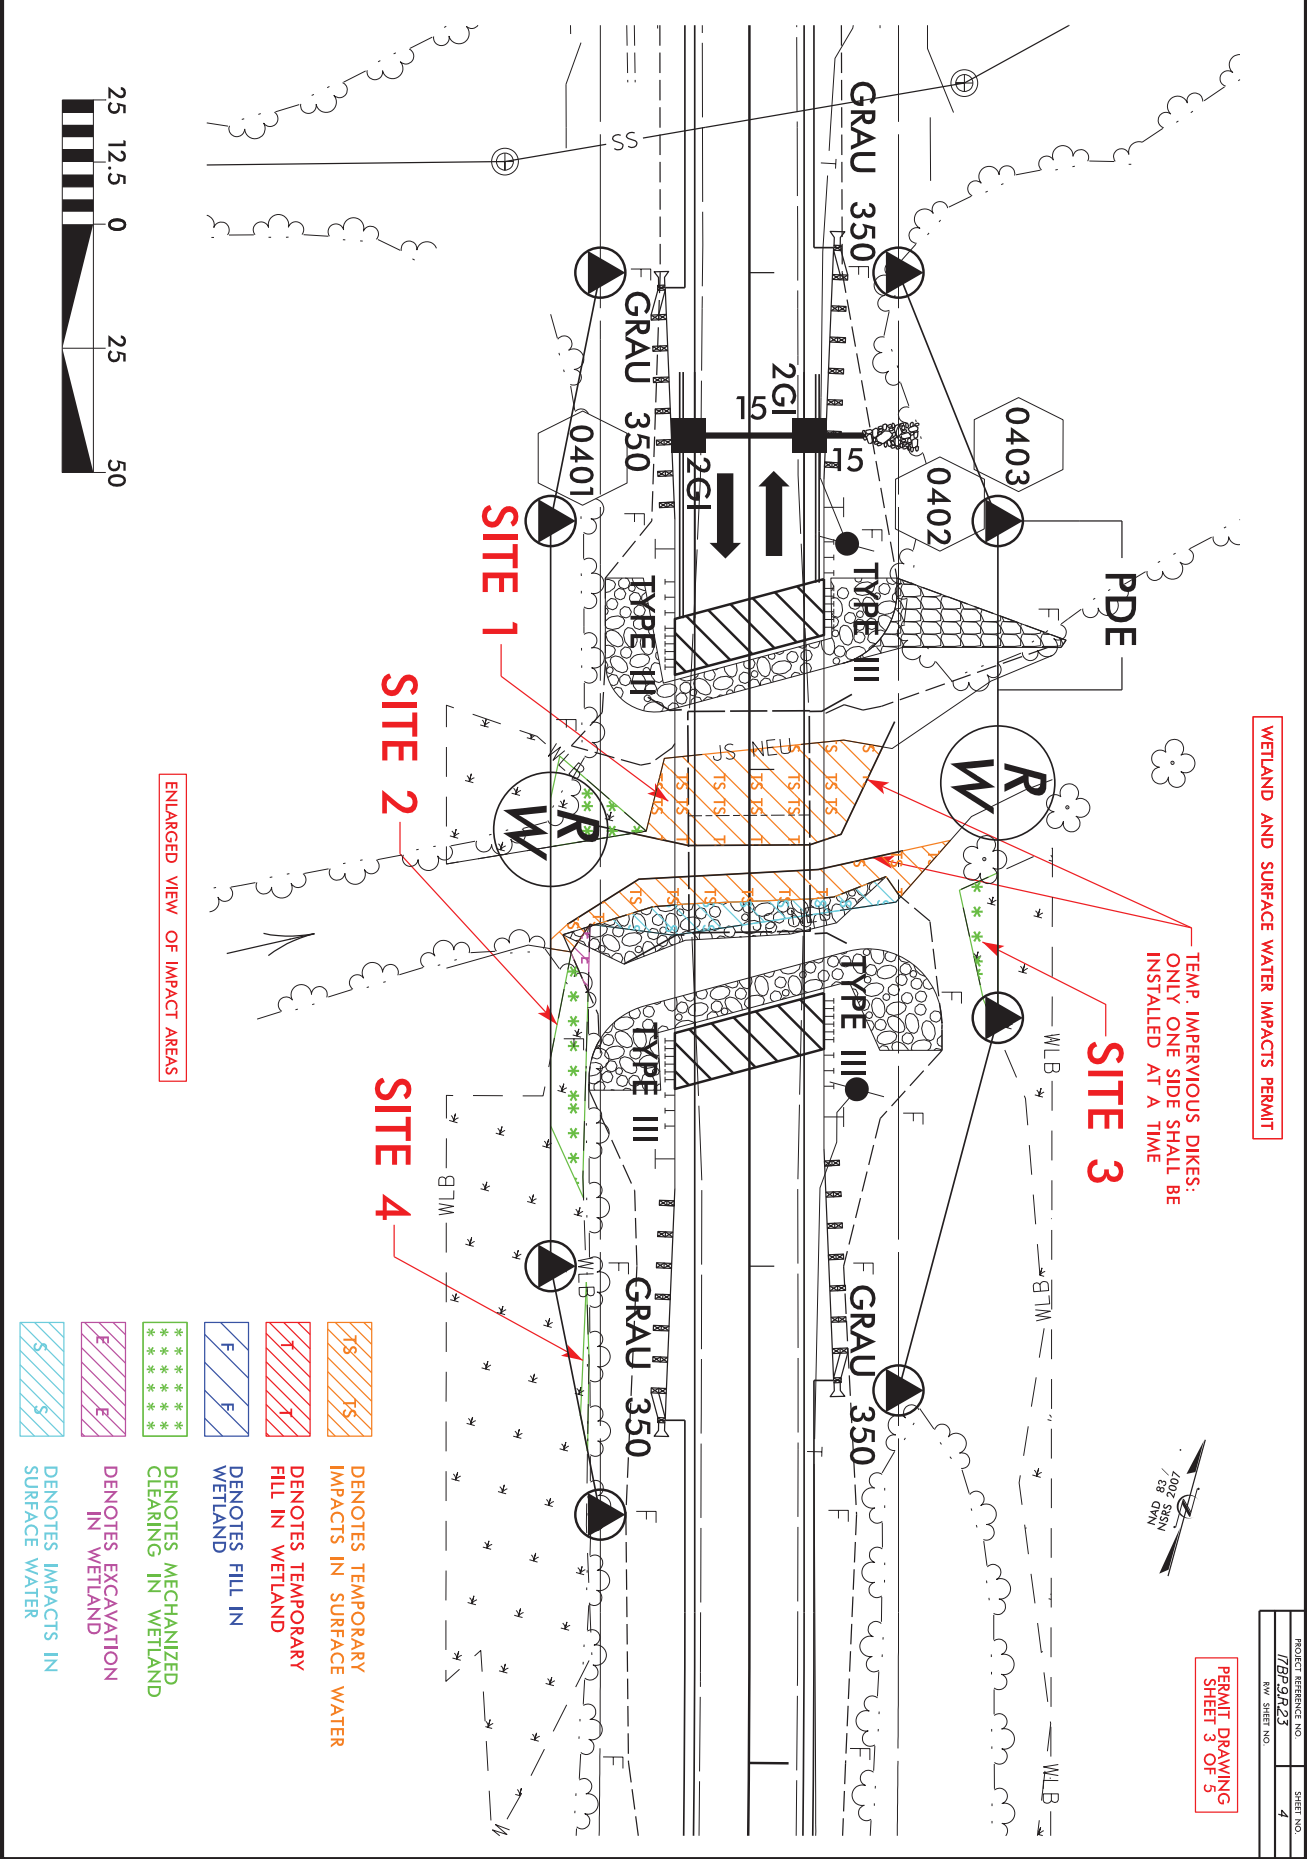 PROJECT REFERENCE NO.
SHEET NO.
17BP.9.R.23
4
RW SHEET NO.
PERMIT DRAWING
SHEET 3 OF 5
WETLAND AND SURFACE WATER IMPACTS PERMIT
NAD 83/
NSRS 2007
TEMP. IMPERVIOUS DIKES:
ONLY ONE SIDE SHALL BE
INSTALLED AT A TIME
PDE
SITE 3
0403
0402
0401
R
W
R
W
WLB
WLB
WLB
GRAU 350
GRAU 350
GRAU 350
GRAU 350
TYPE III
TYPE III
TYPE III
TYPE III
2GI
2GI
15
15
SS
JS NEU
SITE 1
SITE 2
SITE 4
WLB
WLB
WLB
ENLARGED VIEW OF IMPACT AREAS
25 12.5 0 25 50
TS TS
DENOTES TEMPORARY
IMPACTS IN SURFACE WATER
T T
DENOTES TEMPORARY
FILL IN WETLAND
F F
DENOTES FILL IN
WETLAND
DENOTES MECHANIZED
CLEARING IN WETLAND
E E
DENOTES EXCAVATION
IN WETLAND
S S
DENOTES IMPACTS IN
SURFACE WATER